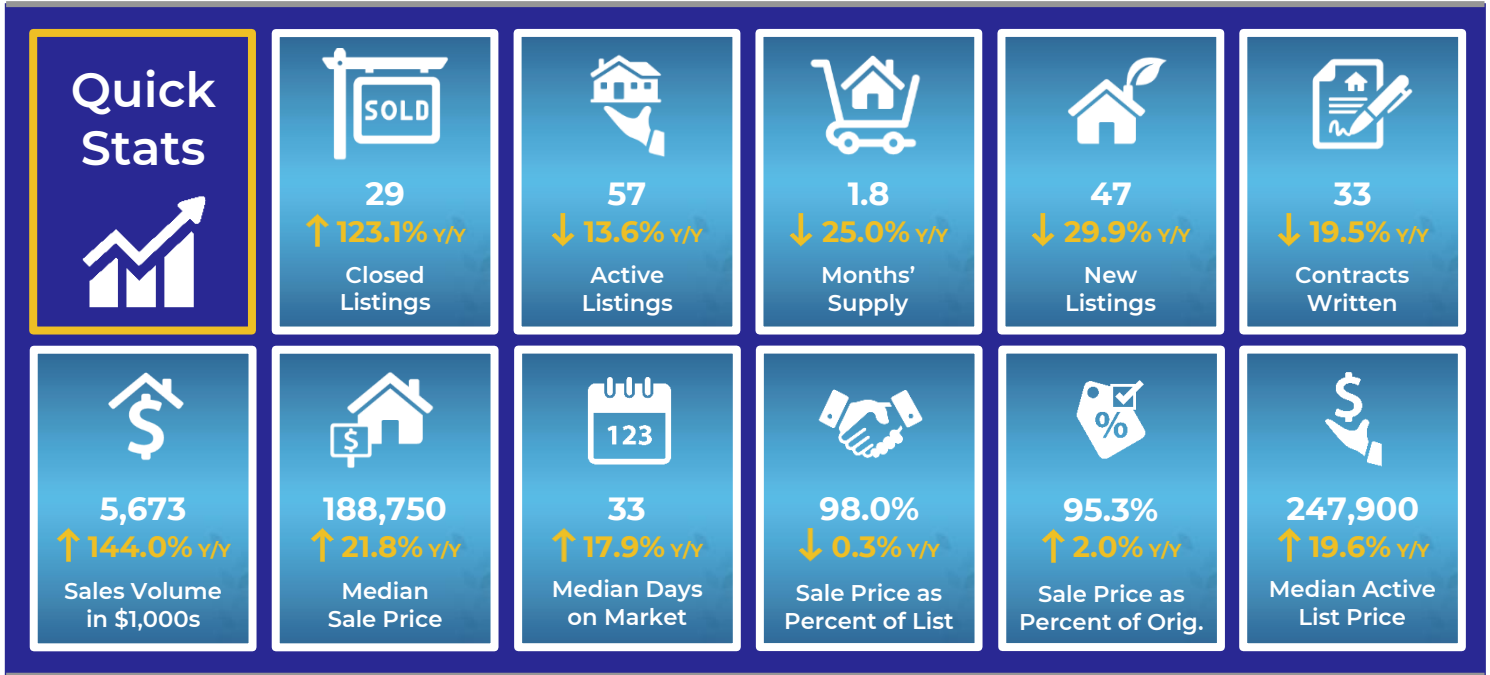 Quick
Stats
SOLD
29
↑ 123.1% Y/Y
Closed
Listings
57
↓ 13.6% Y/Y
Active
Listings
1.8
↓ 25.0% Y/Y
Months’
Supply
47
↓ 29.9% Y/Y
New
Listings
33
↓ 19.5% Y/Y
Contracts
Written
$
5,673
↑ 144.0% Y/Y
Sales Volume
in $1,000s
$
188,750
↑ 21.8% Y/Y
Median
Sale Price
123
33
↑ 17.9% Y/Y
Median Days
on Market
98.0%
↓ 0.3% Y/Y
Sale Price as
Percent of List
%
95.3%
↑ 2.0% Y/Y
Sale Price as
Percent of Orig.
$
247,900
↑ 19.6% Y/Y
Median Active
List Price